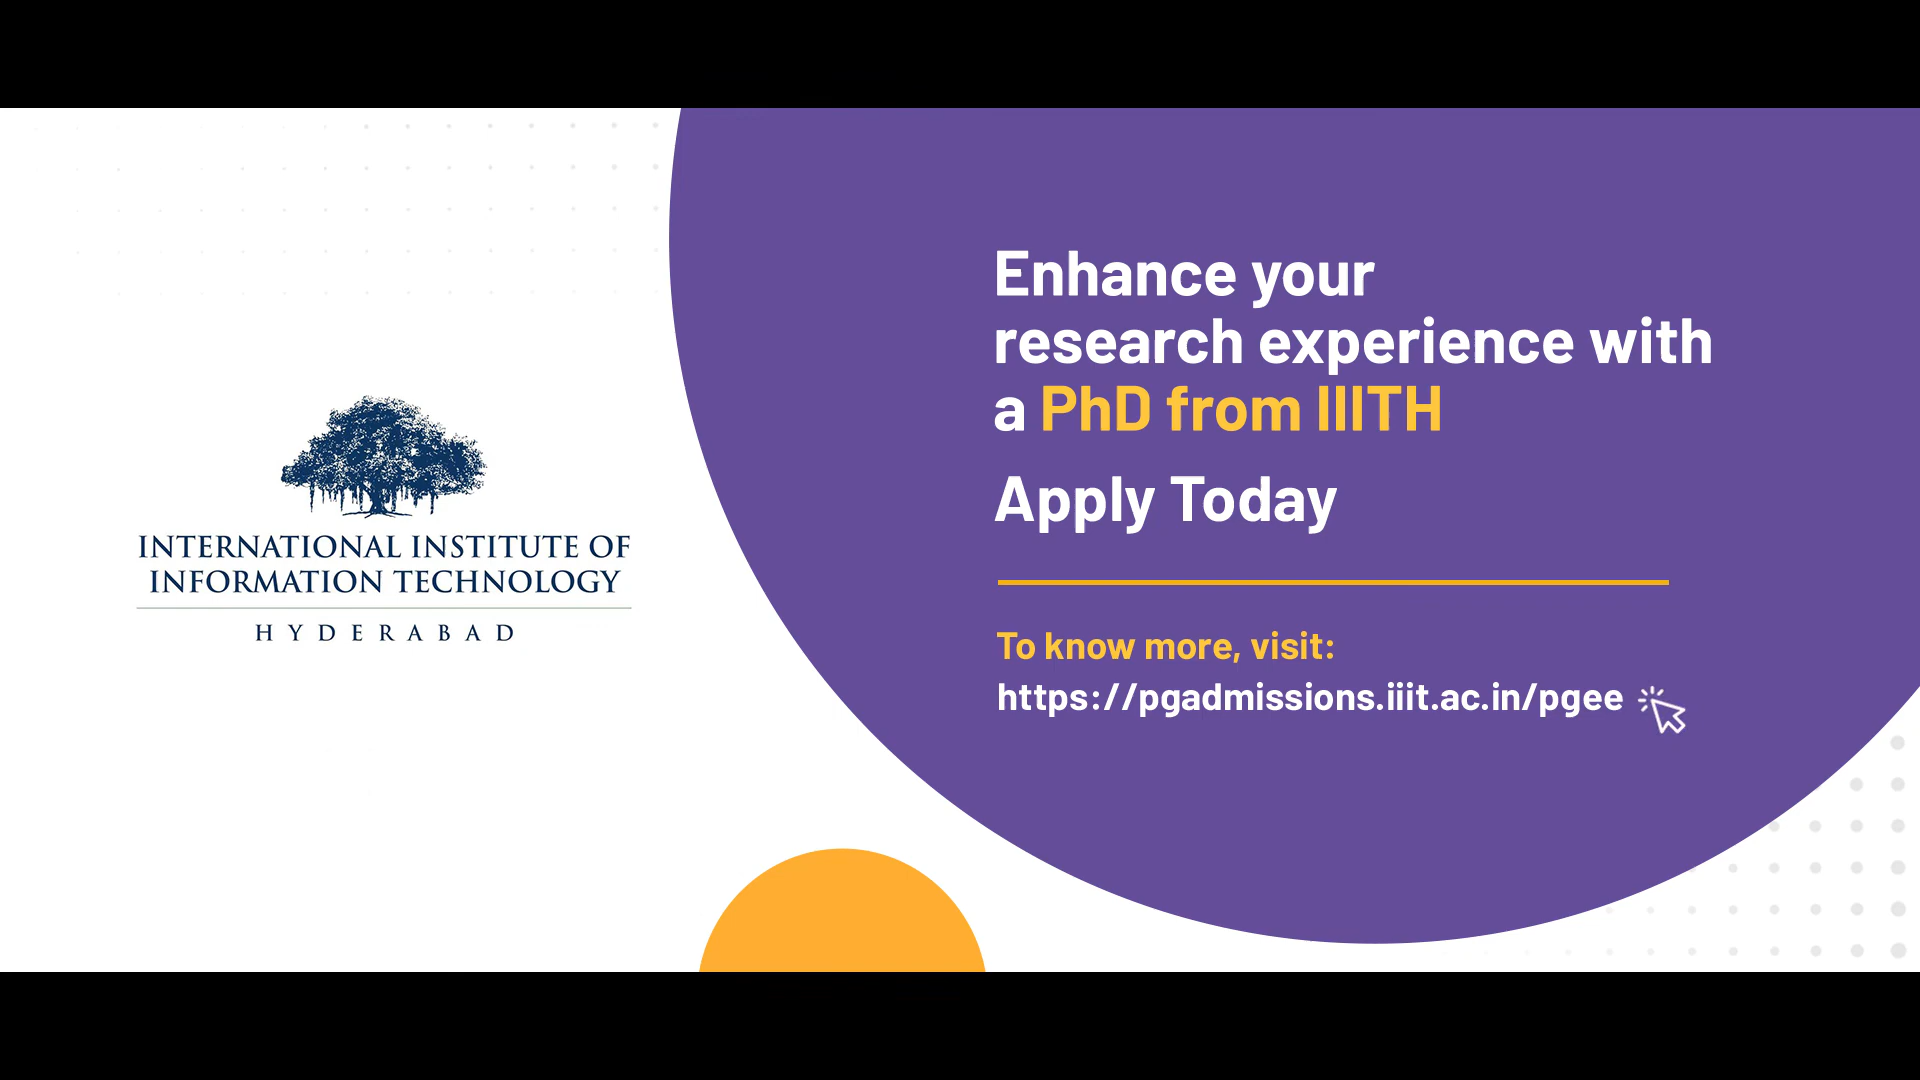 INTERNATIONAL INSTITUTE OF
INFORMATION TECHNOLOGY
HYDERABAD
Enhance your
research experience with
a PhD from IIITH
Apply Today
To know more, visit:
https://pgadmissions.iiit.ac.in/pgee